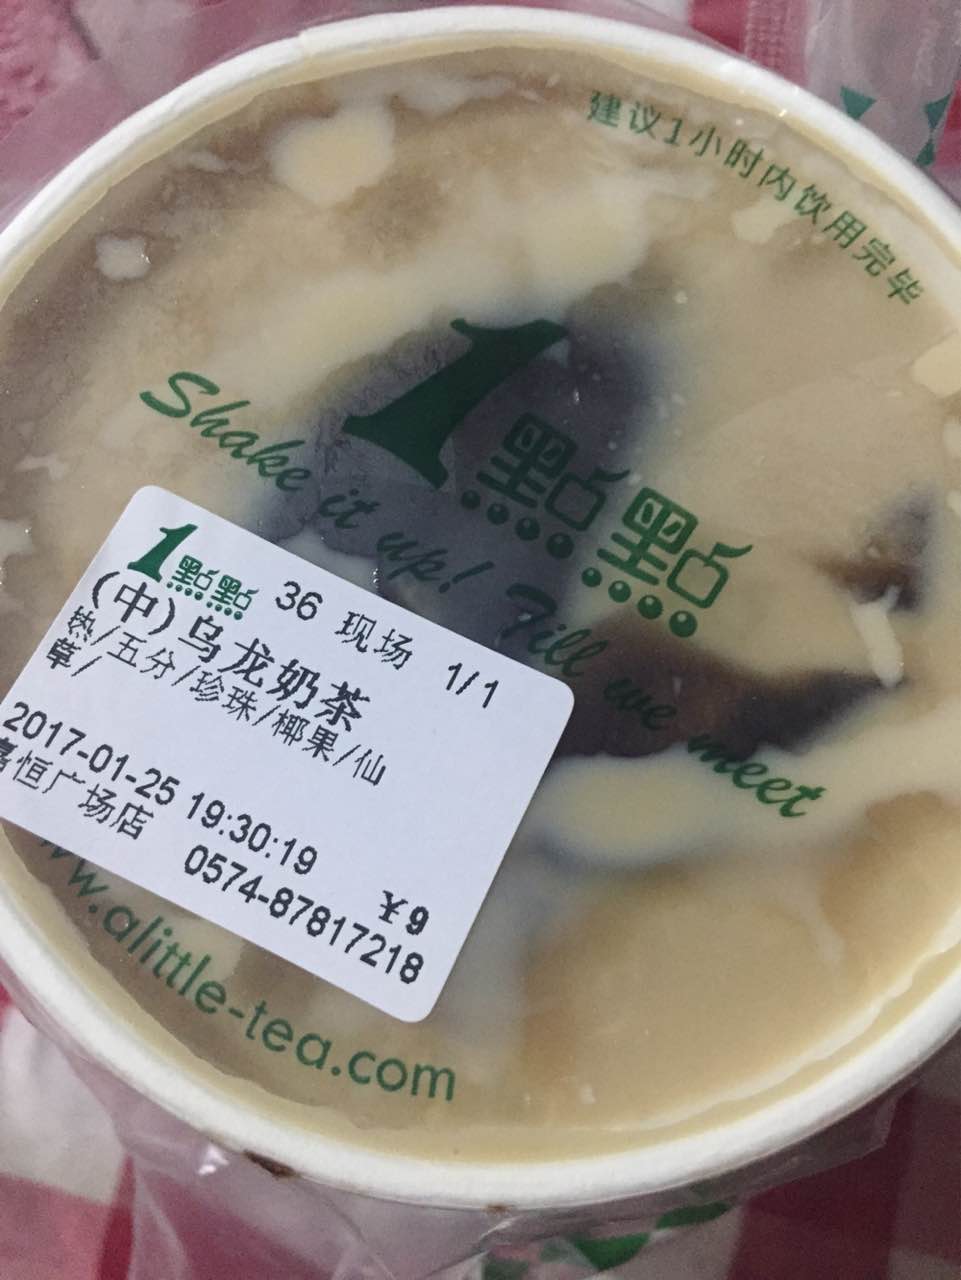 建议1小时内饮用完毕
1點點
Shake it up! Till we meet
1點點 36 现场 1/1
(中)乌龙奶茶
热/五分/珍珠/椰果/仙
草/
2017-01-25 19:30:19 ¥9
恒广场店 0574-87817218
w.alittle-tea.com